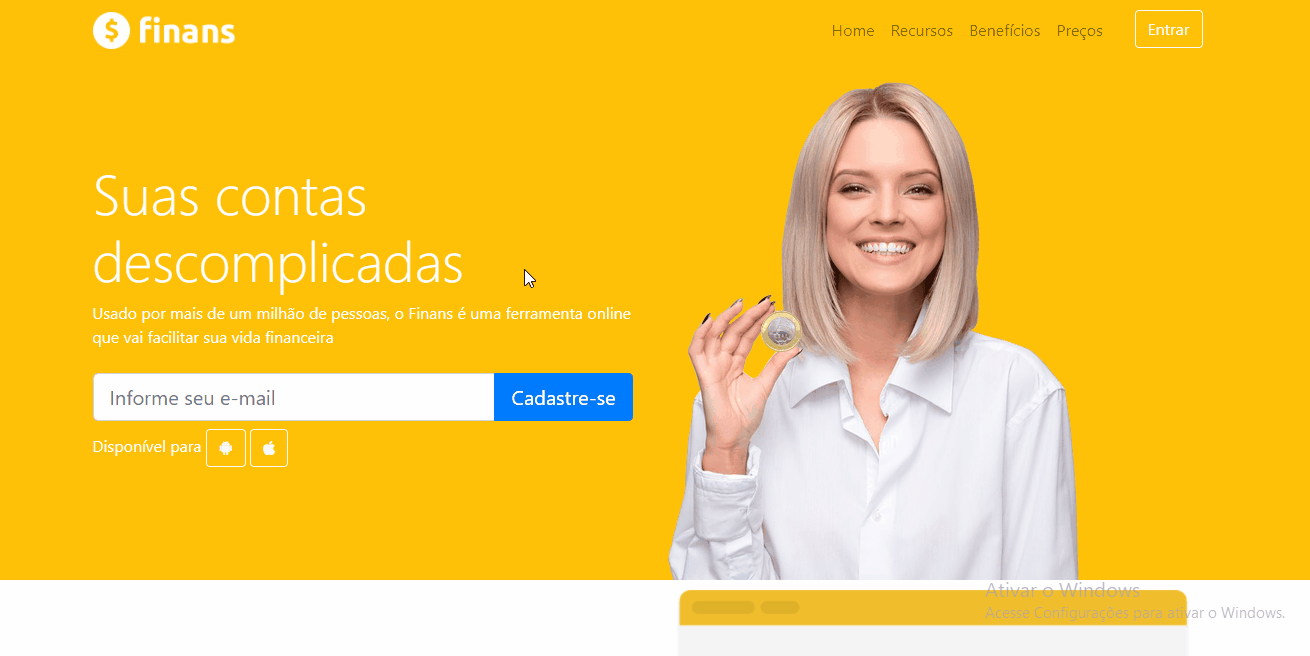 finans
Home Recursos Benefícios Preços Entrar
Suas contas
descomplicadas
Usado por mais de um milhão de pessoas, o Finans é uma ferramenta online
que vai facilitar sua vida financeira
Informe seu e-mail Cadastre-se
Disponível para
Ativar o Windows
Acesse Configurações para ativar o Windows.